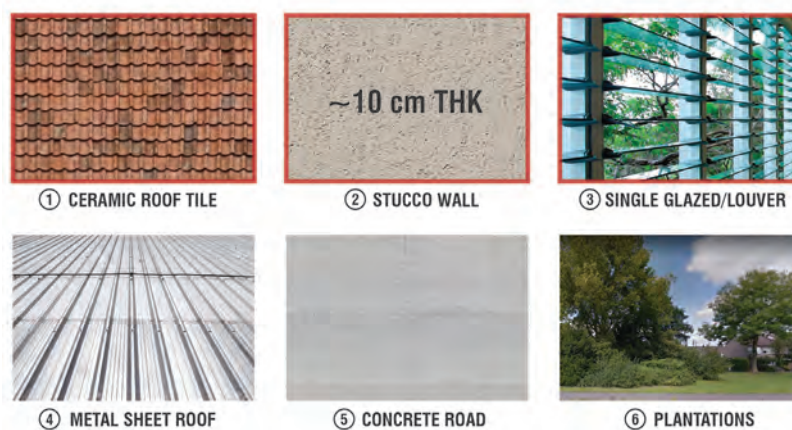 ~10 cm THK
① CERAMIC ROOF TILE
② STUCCO WALL
③ SINGLE GLAZED/LOUVER
④ METAL SHEET ROOF
⑤ CONCRETE ROAD
⑥ PLANTATIONS